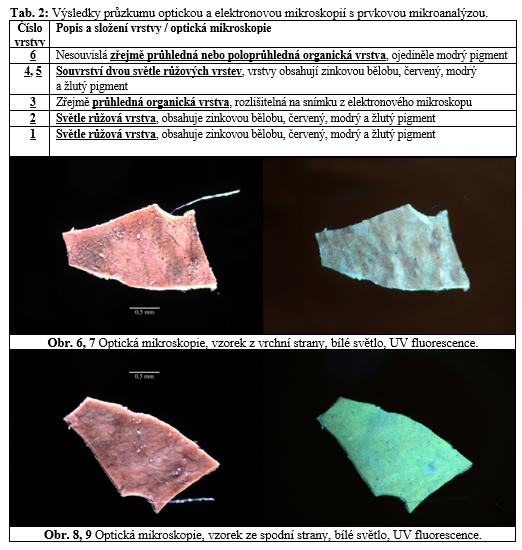 Tab. 2: Výsledky průzkumu optickou a elektronovou mikroskopií s prvkovou mikroanalýzou.
Číslo vrstvy Popis a složení vrstvy / optická mikroskopie
6 Nesouvislá zřejmě průhledná nebo poloprůhledná organická vrstva, ojediněle modrý pigment
4, 5 Souvrství dvou světle růžových vrstev, vrstvy obsahují zinkovou bělobu, červený, modrý
a žlutý pigment
3 Zřejmě průhledná organická vrstva, rozlišitelná na snímku z elektronového mikroskopu
2 Světle růžová vrstva, obsahuje zinkovou bělobu, červený, modrý a žlutý pigment
1 Světle růžová vrstva, obsahuje zinkovou bělobu, červený, modrý a žlutý pigment
0,5 mm
Obr. 6, 7 Optická mikroskopie, vzorek z vrchní strany, bílé světlo, UV fluorescence.
0,5 mm
Obr. 8, 9 Optická mikroskopie, vzorek ze spodní strany, bílé světlo, UV fluorescence.